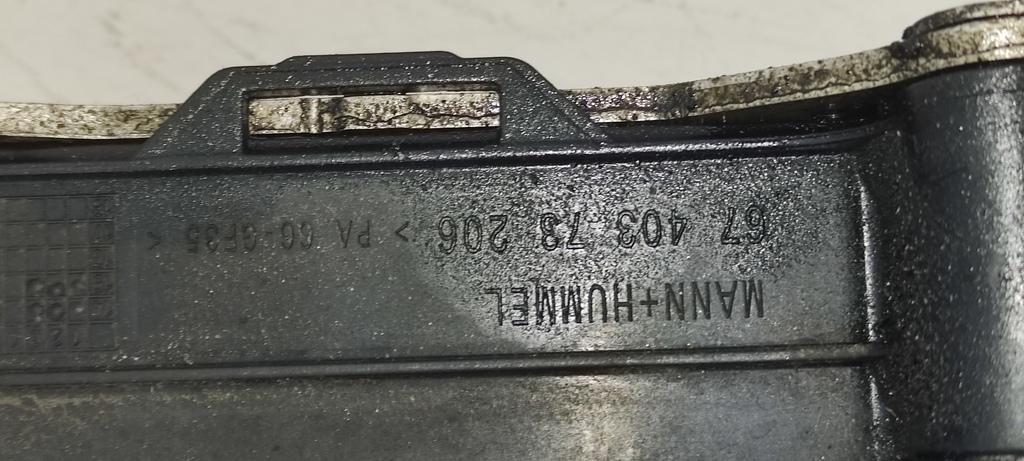 MANN+HUMMEL
67 403 73 206 > PA 66-GF35 <